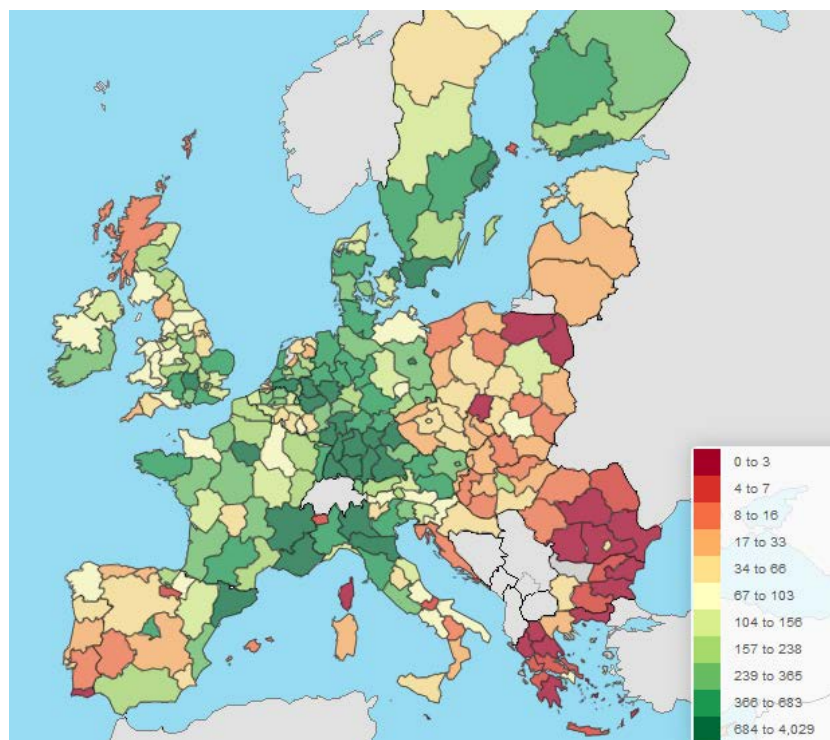 0 to 3
4 to 7
8 to 16
17 to 33
34 to 66
67 to 103
104 to 156
157 to 238
239 to 365
366 to 683
684 to 4,029